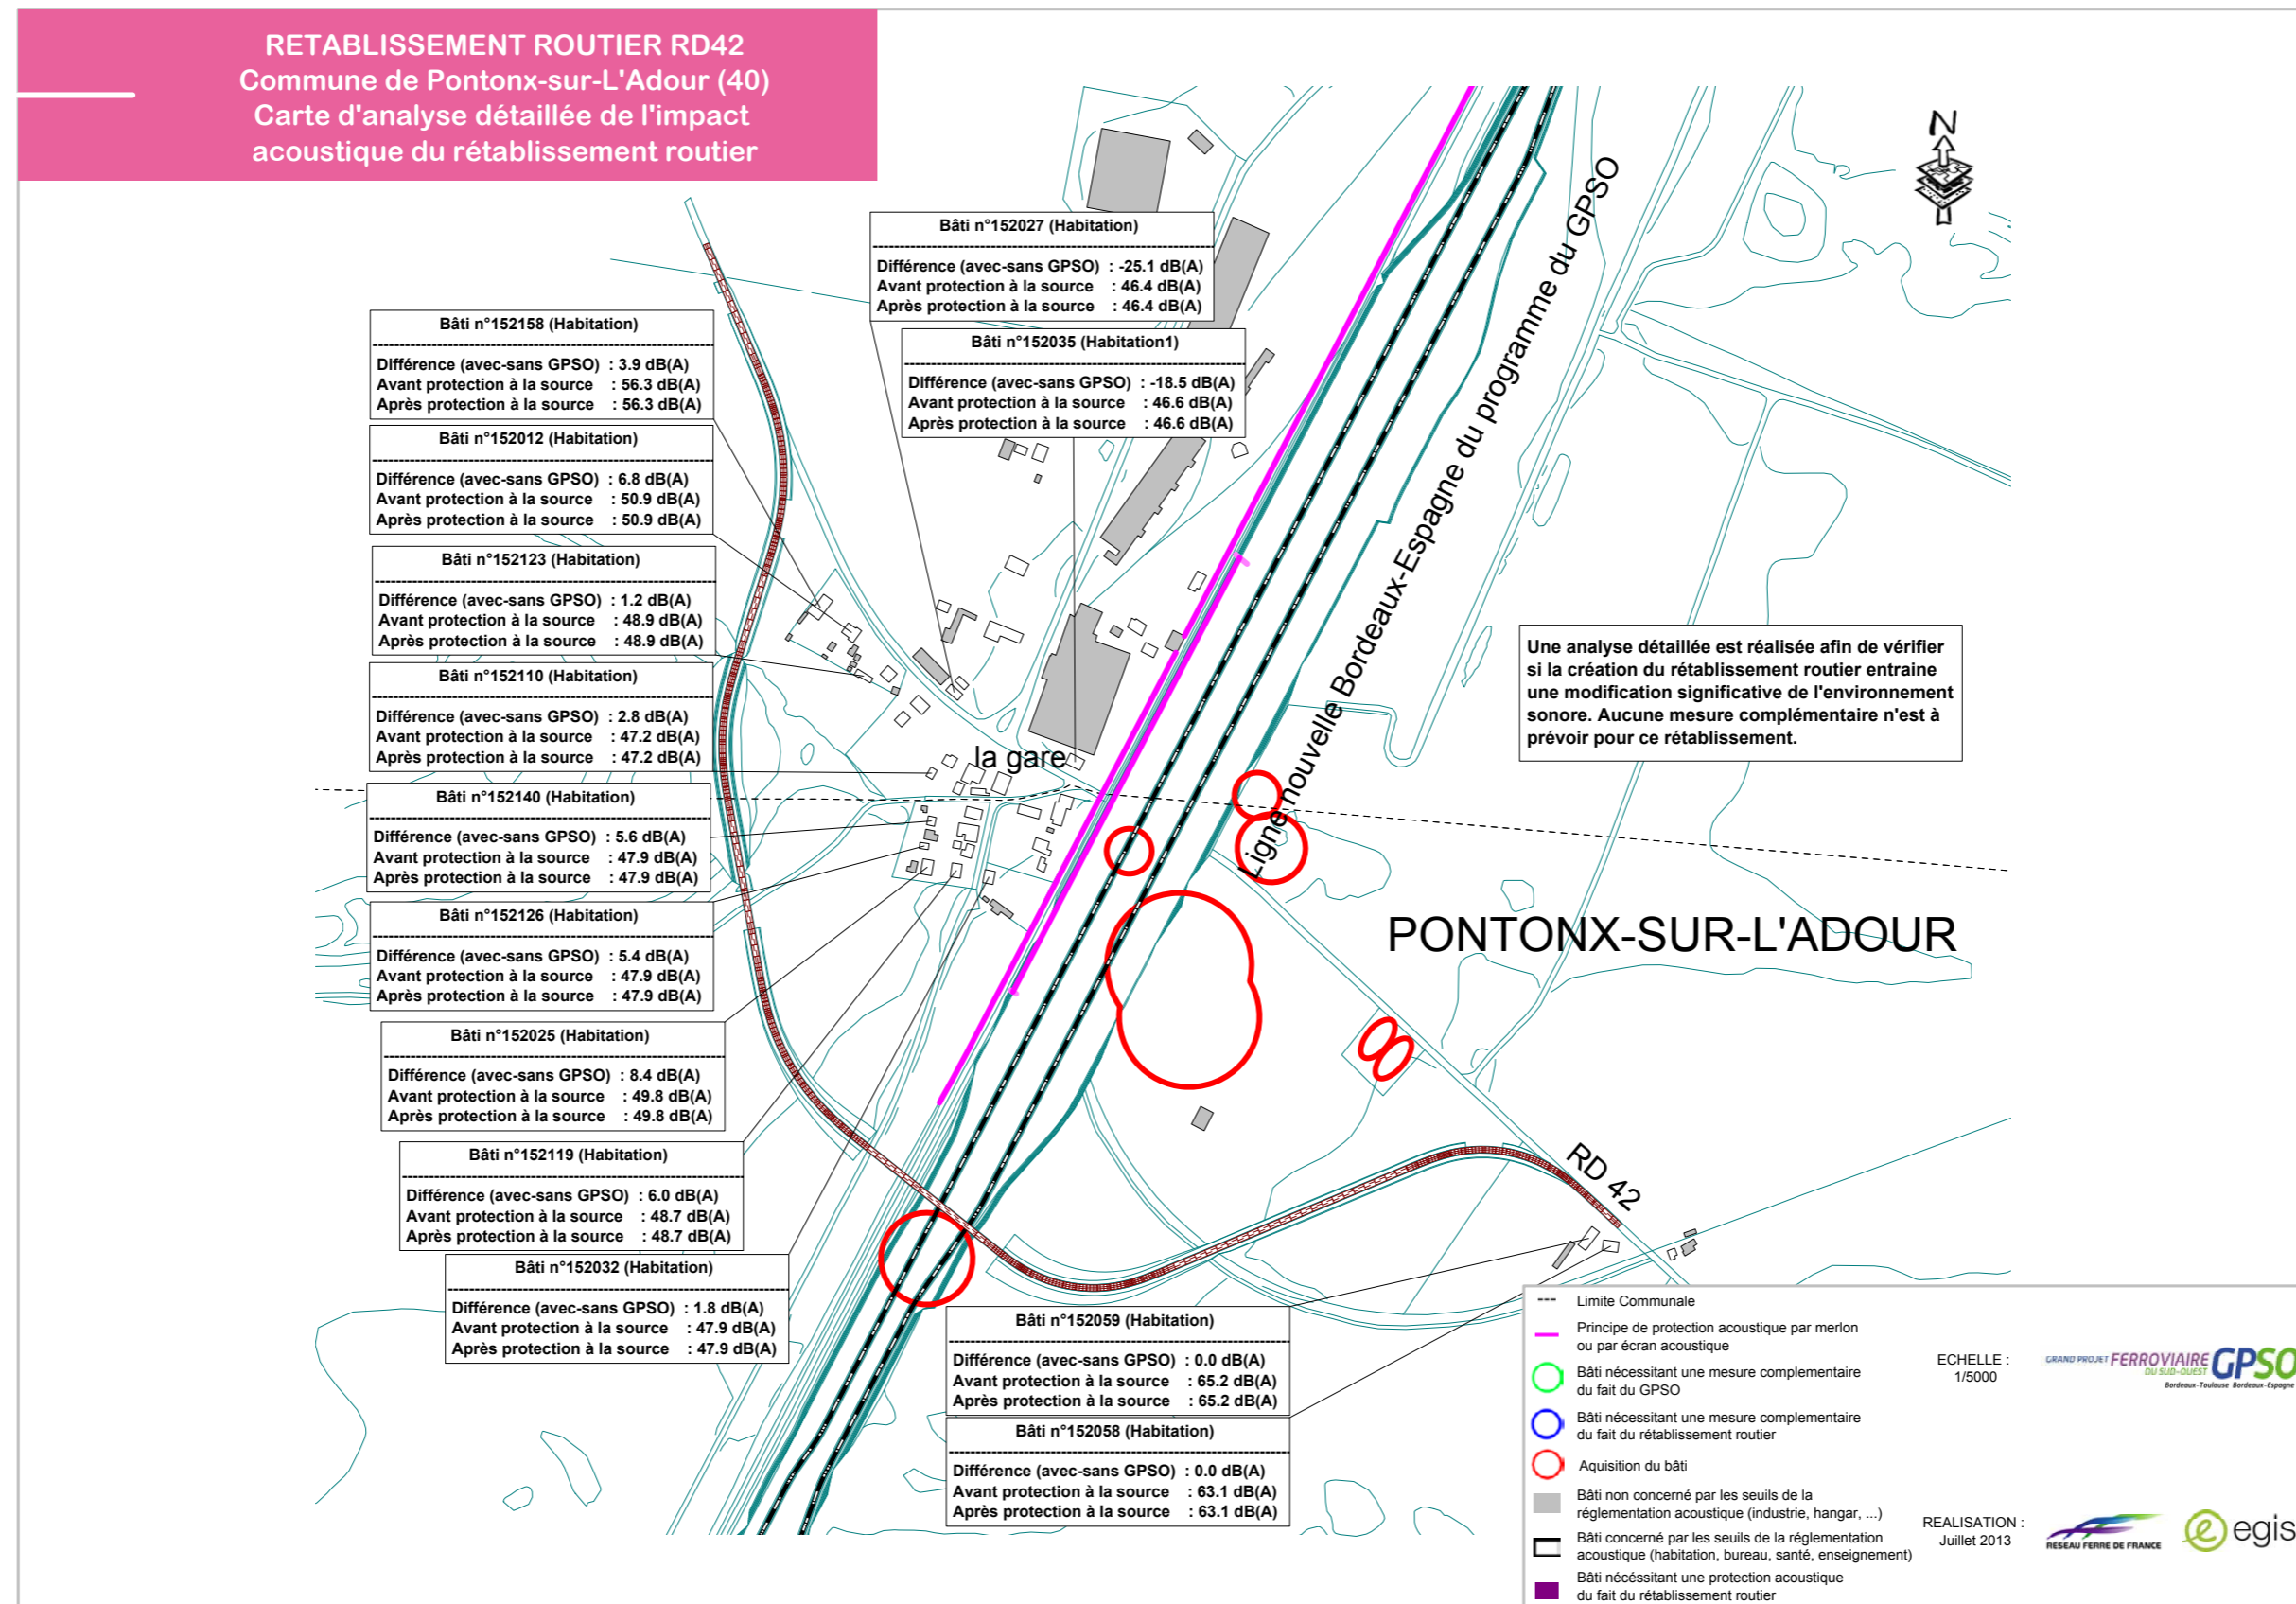 RETABLISSEMENT ROUTIER RD42
Commune de Pontonx-sur-L'Adour (40)
Carte d'analyse détaillée de l'impact
acoustique du rétablissement routier
N
Bâti n°152027 (Habitation)
Différence (avec-sans GPSO) : -25.1 dB(A)
Avant protection à la source : 46.4 dB(A)
Après protection à la source : 46.4 dB(A)
Bâti n°152035 (Habitation1)
Différence (avec-sans GPSO) : -18.5 dB(A)
Avant protection à la source : 46.6 dB(A)
Après protection à la source : 46.6 dB(A)
Bâti n°152158 (Habitation)
Différence (avec-sans GPSO) : 3.9 dB(A)
Avant protection à la source : 56.3 dB(A)
Après protection à la source : 56.3 dB(A)
Bâti n°152012 (Habitation)
Différence (avec-sans GPSO) : 6.8 dB(A)
Avant protection à la source : 50.9 dB(A)
Après protection à la source : 50.9 dB(A)
Bâti n°152123 (Habitation)
Différence (avec-sans GPSO) : 1.2 dB(A)
Avant protection à la source : 48.9 dB(A)
Après protection à la source : 48.9 dB(A)
Bâti n°152110 (Habitation)
Différence (avec-sans GPSO) : 2.8 dB(A)
Avant protection à la source : 47.2 dB(A)
Après protection à la source : 47.2 dB(A)
Bâti n°152140 (Habitation)
Différence (avec-sans GPSO) : 5.6 dB(A)
Avant protection à la source : 47.9 dB(A)
Après protection à la source : 47.9 dB(A)
Bâti n°152126 (Habitation)
Différence (avec-sans GPSO) : 5.4 dB(A)
Avant protection à la source : 47.9 dB(A)
Après protection à la source : 47.9 dB(A)
Bâti n°152025 (Habitation)
Différence (avec-sans GPSO) : 8.4 dB(A)
Avant protection à la source : 49.8 dB(A)
Après protection à la source : 49.8 dB(A)
Bâti n°152119 (Habitation)
Différence (avec-sans GPSO) : 6.0 dB(A)
Avant protection à la source : 48.7 dB(A)
Après protection à la source : 48.7 dB(A)
Bâti n°152032 (Habitation)
Différence (avec-sans GPSO) : 1.8 dB(A)
Avant protection à la source : 47.9 dB(A)
Après protection à la source : 47.9 dB(A)
la gare
Ligne nouvelle Bordeaux-Espagne du programme du GPSO
Une analyse détaillée est réalisée afin de vérifier
si la création du rétablissement routier entraine
une modification significative de l'environnement
sonore. Aucune mesure complémentaire n'est à
prévoir pour ce rétablissement.
PONTONX-SUR-L'ADOUR
RD 42
Bâti n°152059 (Habitation)
Différence (avec-sans GPSO) : 0.0 dB(A)
Avant protection à la source : 65.2 dB(A)
Après protection à la source : 65.2 dB(A)
Bâti n°152058 (Habitation)
Différence (avec-sans GPSO) : 0.0 dB(A)
Avant protection à la source : 63.1 dB(A)
Après protection à la source : 63.1 dB(A)
Limite Communale
Principe de protection acoustique par merlon
ou par écran acoustique
Bâti nécessitant une mesure complementaire
du fait du GPSO
Bâti nécessitant une mesure complementaire
du fait du rétablissement routier
Aquisition du bâti
Bâti non concerné par les seuils de la
réglementation acoustique (industrie, hangar, ...)
Bâti concerné par les seuils de la réglementation
acoustique (habitation, bureau, santé, enseignement)
Bâti nécéssitant une protection acoustique
du fait du rétablissement routier
ECHELLE :
1/5000
GRAND PROJET FERROVIAIRE
DU SUD-OUEST
GPSO
Bordeaux-Toulouse Bordeaux-Espagne
REALISATION :
Juillet 2013
RESEAU FERRE DE FRANCE
egis